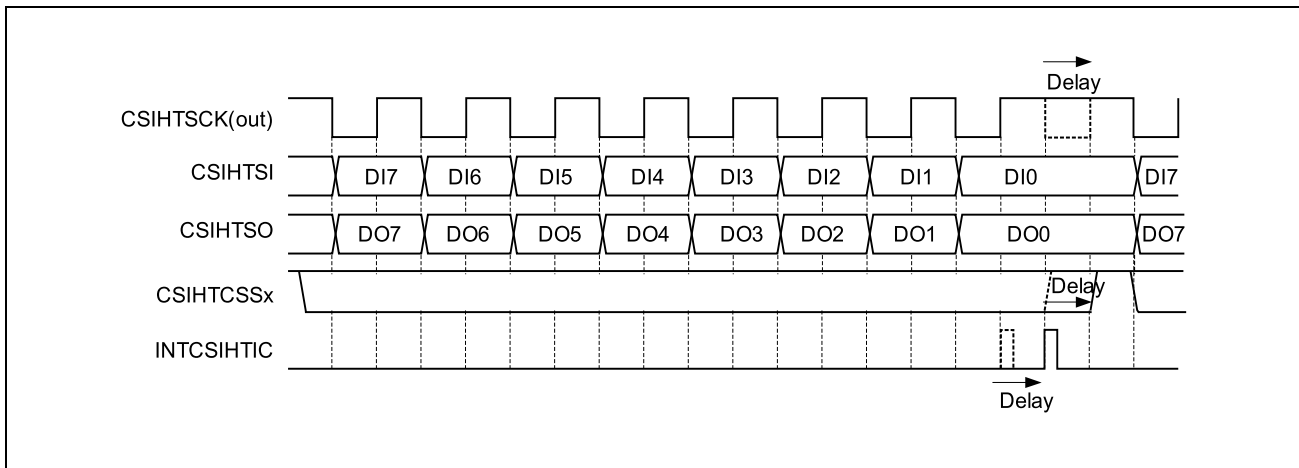 Delay
CSIHTSCK(out)
CSIHTSI DI7 DI6 DI5 DI4 DI3 DI2 DI1 DI0 DI7
CSIHTSO DO7 DO6 DO5 DO4 DO3 DO2 DO1 DO0 DO7
CSIHTCSSx Delay
INTCSIHTIC
Delay